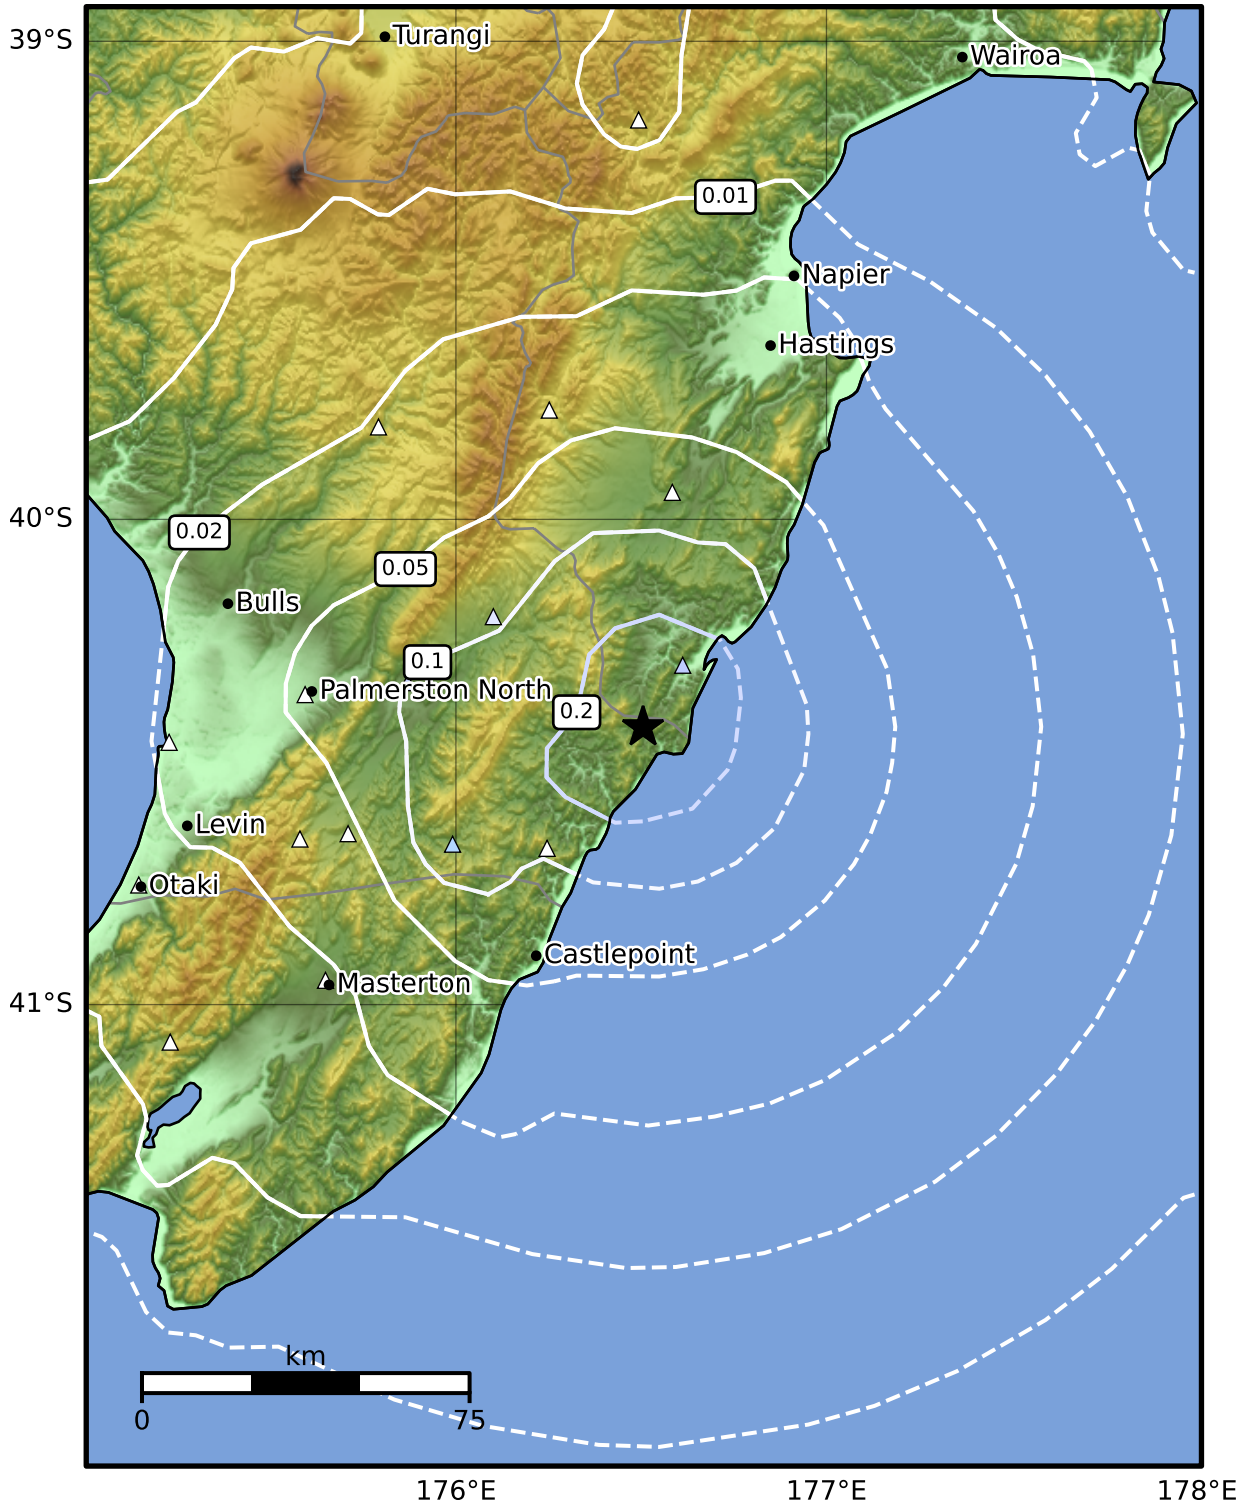 Turangi
39°S
Wairoa
0.01
Napier
Hastings
40°S
0.02
0.05
Bulls
0.1
Palmerston North
0.2
Levin
Otaki
Castlepoint
Masterton
41°S
km
0
75
176°E
177°E
178°E